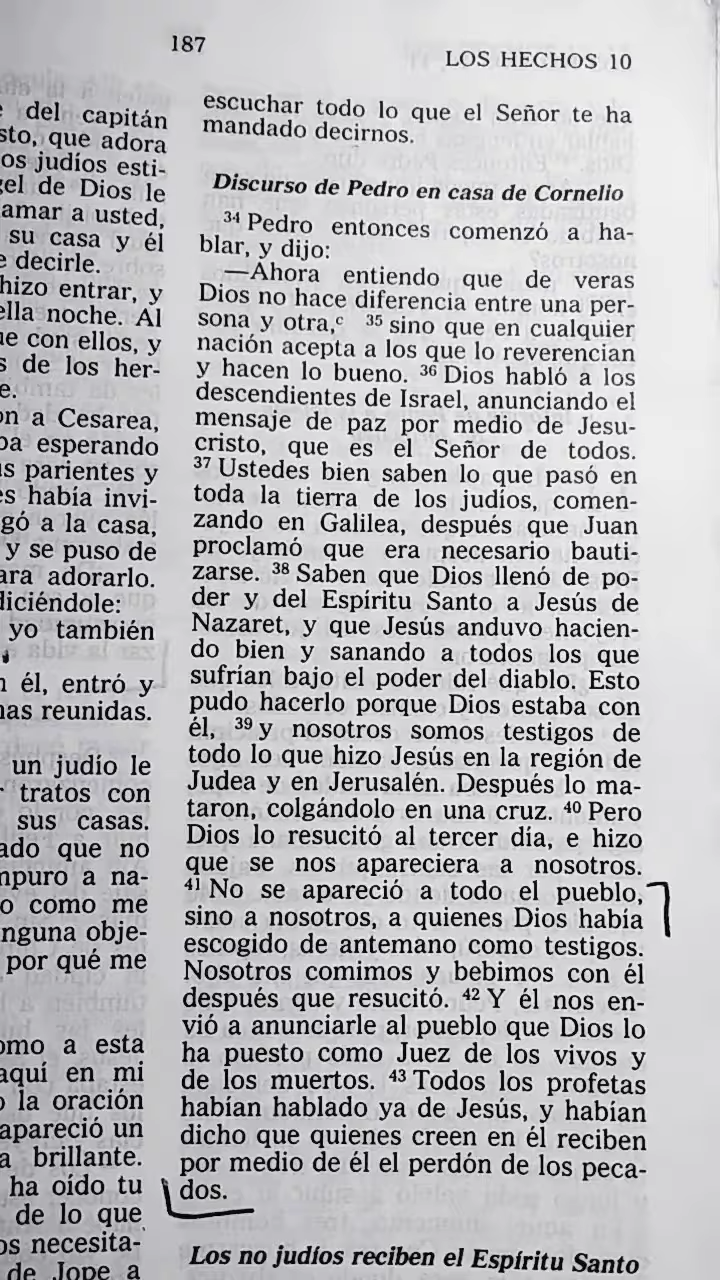 187
LOS HECHOS 10
del capitán
sto, que adora
os judíos esti-
gel de Dios le
amar a usted,
su casa y él
e decirle.
hizo entrar, y
ella noche. Al
ue con ellos, y
s de los her-
e.
on a Cesarea,
ba esperando
us parientes y
es había invi-
gó a la casa,
y se puso de
ara adorarlo.
diciéndole:
yo también
n él, entró y
nas reunidas.
un judío le
tratos con
sus casas.
ado que no
mpuro a na-
o como me
nguna obje-
por qué me
omo a esta
aquí en mi
o la oración
apareció un
a brillante.
ha oído tu
de lo que
os necesita-
de Jope a
escuchar todo lo que el Señor te ha
mandado decirnos.
Discurso de Pedro en casa de Cornelio
34 Pedro entonces comenzó a ha-
blar, y dijo:
—Ahora entiendo que de veras
Dios no hace diferencia entre una per-
sona y otra,c 35 sino que en cualquier
nación acepta a los que lo reverencian
y hacen lo bueno. 36 Dios habló a los
descendientes de Israel, anunciando el
mensaje de paz por medio de Jesu-
cristo, que es el Señor de todos.
37 Ustedes bien saben lo que pasó en
toda la tierra de los judíos, comen-
zando en Galilea, después que Juan
proclamó que era necesario bauti-
zarse. 38 Saben que Dios llenó de po-
der y del Espíritu Santo a Jesús de
Nazaret, y que Jesús anduvo hacien-
do bien y sanando a todos los que
sufrían bajo el poder del diablo. Esto
pudo hacerlo porque Dios estaba con
él, 39 y nosotros somos testigos de
todo lo que hizo Jesús en la región de
Judea y en Jerusalén. Después lo ma-
taron, colgándolo en una cruz. 40 Pero
Dios lo resucitó al tercer día, e hizo
que se nos apareciera a nosotros.
41 No se apareció a todo el pueblo,
sino a nosotros, a quienes Dios había
escogido de antemano como testigos.
Nosotros comimos y bebimos con él
después que resucitó. 42 Y él nos en-
vió a anunciarle al pueblo que Dios lo
ha puesto como Juez de los vivos y
de los muertos. 43 Todos los profetas
habían hablado ya de Jesús, y habían
dicho que quienes creen en él reciben
por medio de él el perdón de los peca-
dos.
Los no judíos reciben el Espíritu Santo